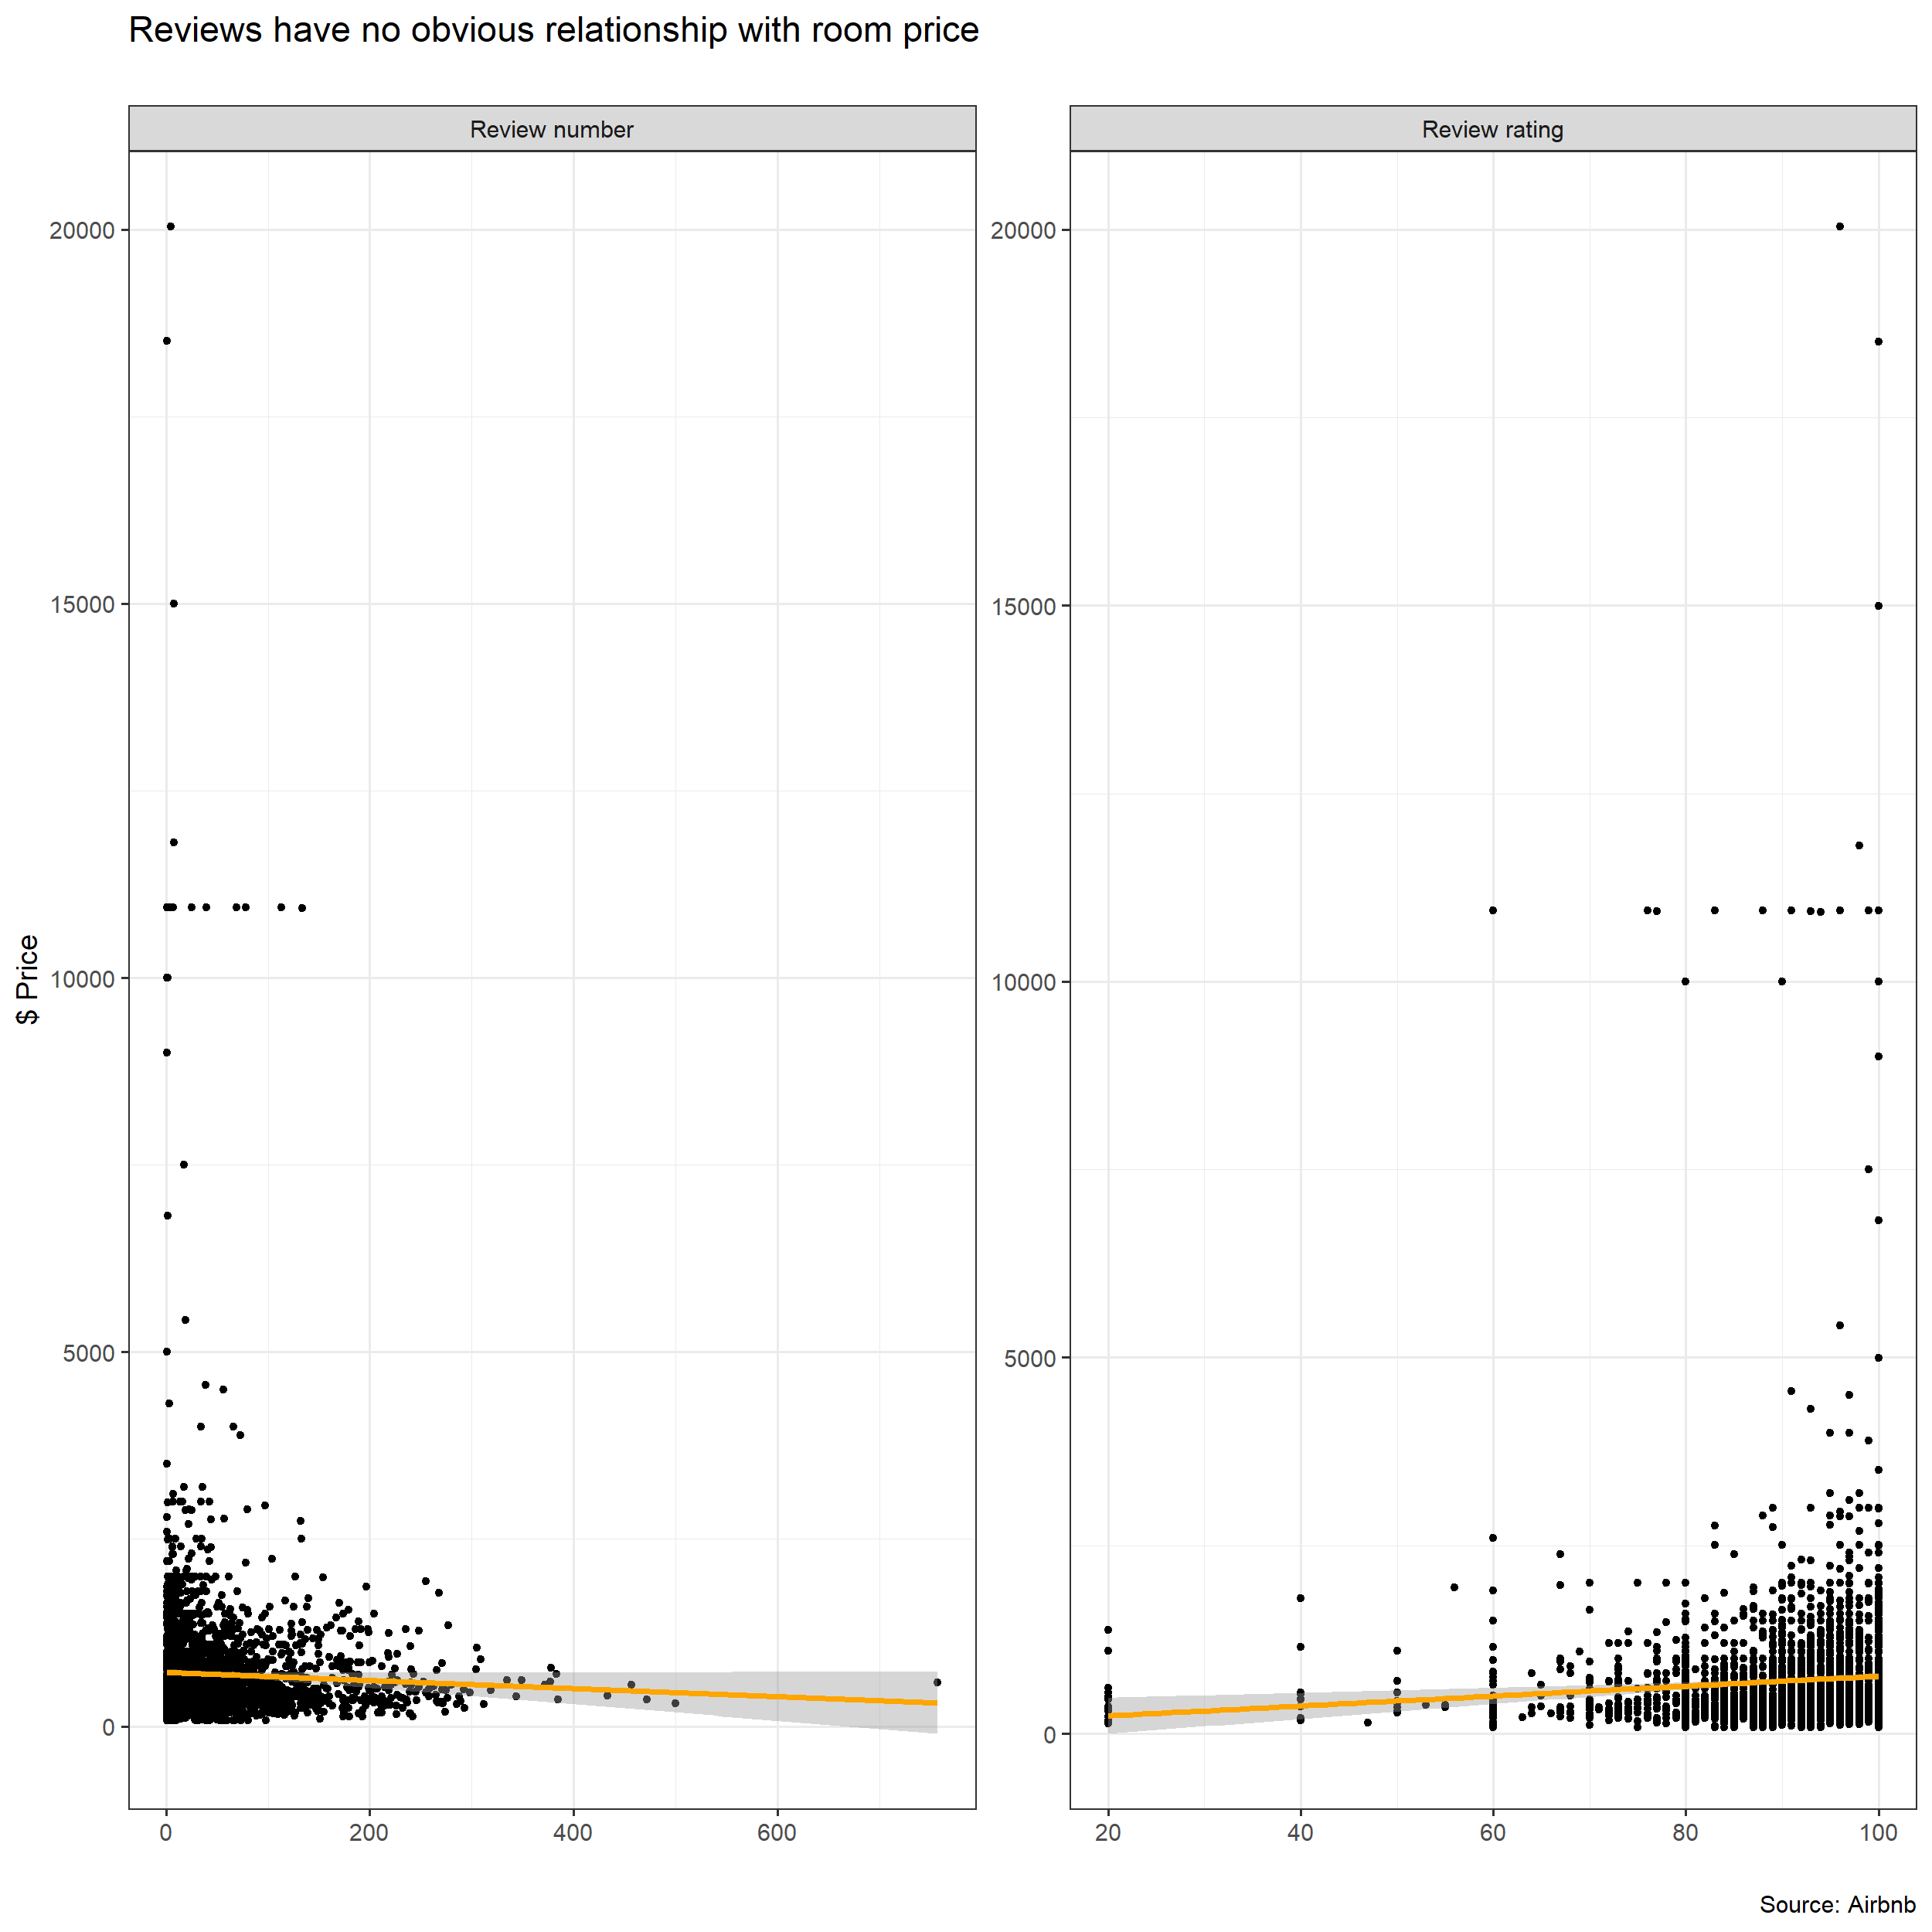 Reviews have no obvious relationship with room price
Review number
Review rating
$ Price
20000
15000
10000
5000
0
20000
15000
10000
5000
0
0 200 400 600
20 40 60 80 100
Source: Airbnb